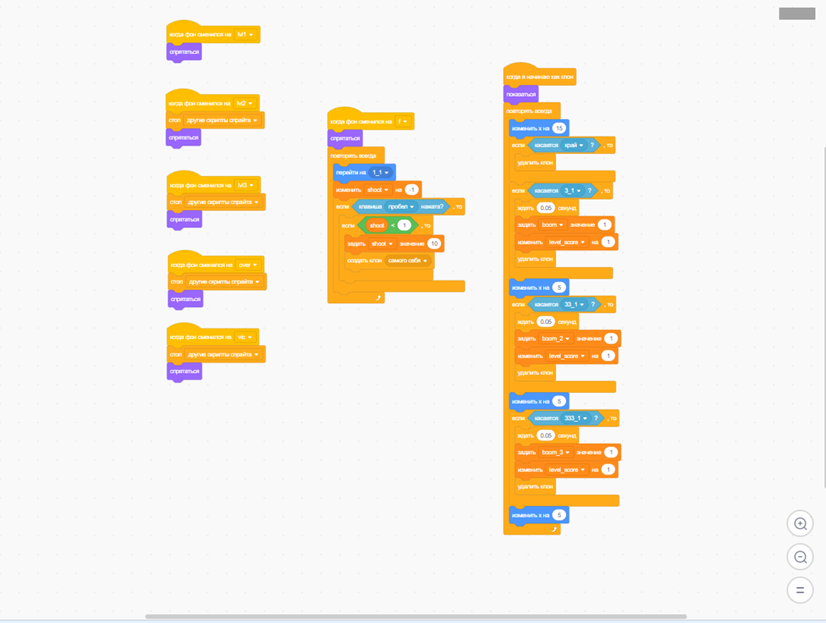 когда фон сменился на lvl1
спрятаться
когда фон сменился на lvl2
стоп другие скрипты спрайта
спрятаться
когда фон сменился на lvl3
стоп другие скрипты спрайта
спрятаться
когда фон сменился на over
стоп другие скрипты спрайта
спрятаться
когда фон сменился на
стоп другие скрипты спрайта
спрятаться
когда фон сменился на
спрятаться
повторять всегда
перейти на 1_1
изменить shoot на -1
если клавиша пробел нажата? , то
если shoot < 1 , то
задать shoot значение 10
создать клон самого себя
когда я начинаю как клон
показаться
повторять всегда
изменить x на 15
если касается край ? , то
удалить клон
если касается 3_1 ? , то
ждать 0.05 секунд
задать boom значение 1
изменить level_score на 1
удалить клон
изменить x на 5
если касается 33_1 ? , то
ждать 0.05 секунд
задать boom_2 значение 1
изменить level_score на 1
удалить клон
изменить x на 5
если касается 333_1 ? , то
ждать 0.05 секунд
задать boom_3 значение 1
изменить level_score на 1
удалить клон
изменить x на 5